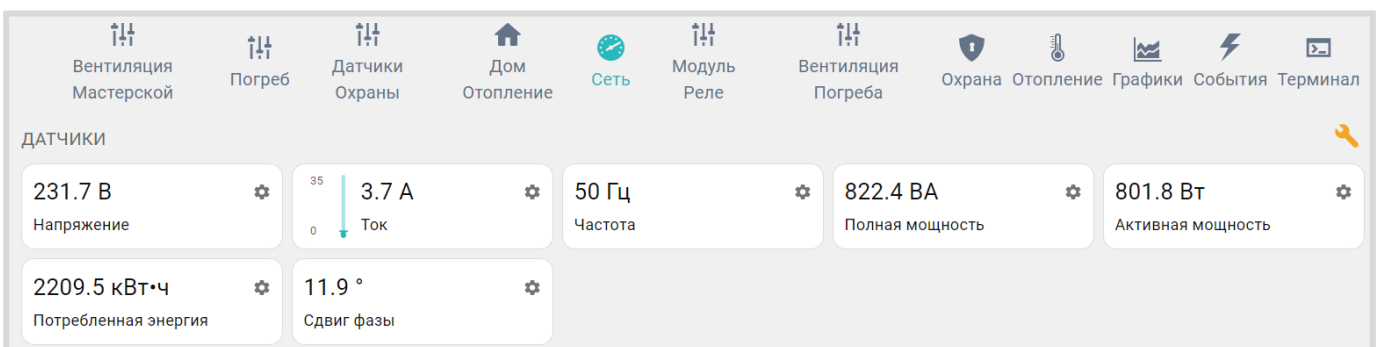 Вентиляция
Мастерской
Погреб
Датчики
Охраны
Дом
Отопление
Сеть
Модуль
Реле
Вентиляция
Погреба
Охрана
Отопление
Графики
События
Терминал
ДАТЧИКИ
231.7 В
Напряжение
35
0
3.7 А
Ток
50 Гц
Частота
822.4 ВА
Полная мощность
801.8 Вт
Активная мощность
2209.5 кВт•ч
Потребленная энергия
11.9 °
Сдвиг фазы